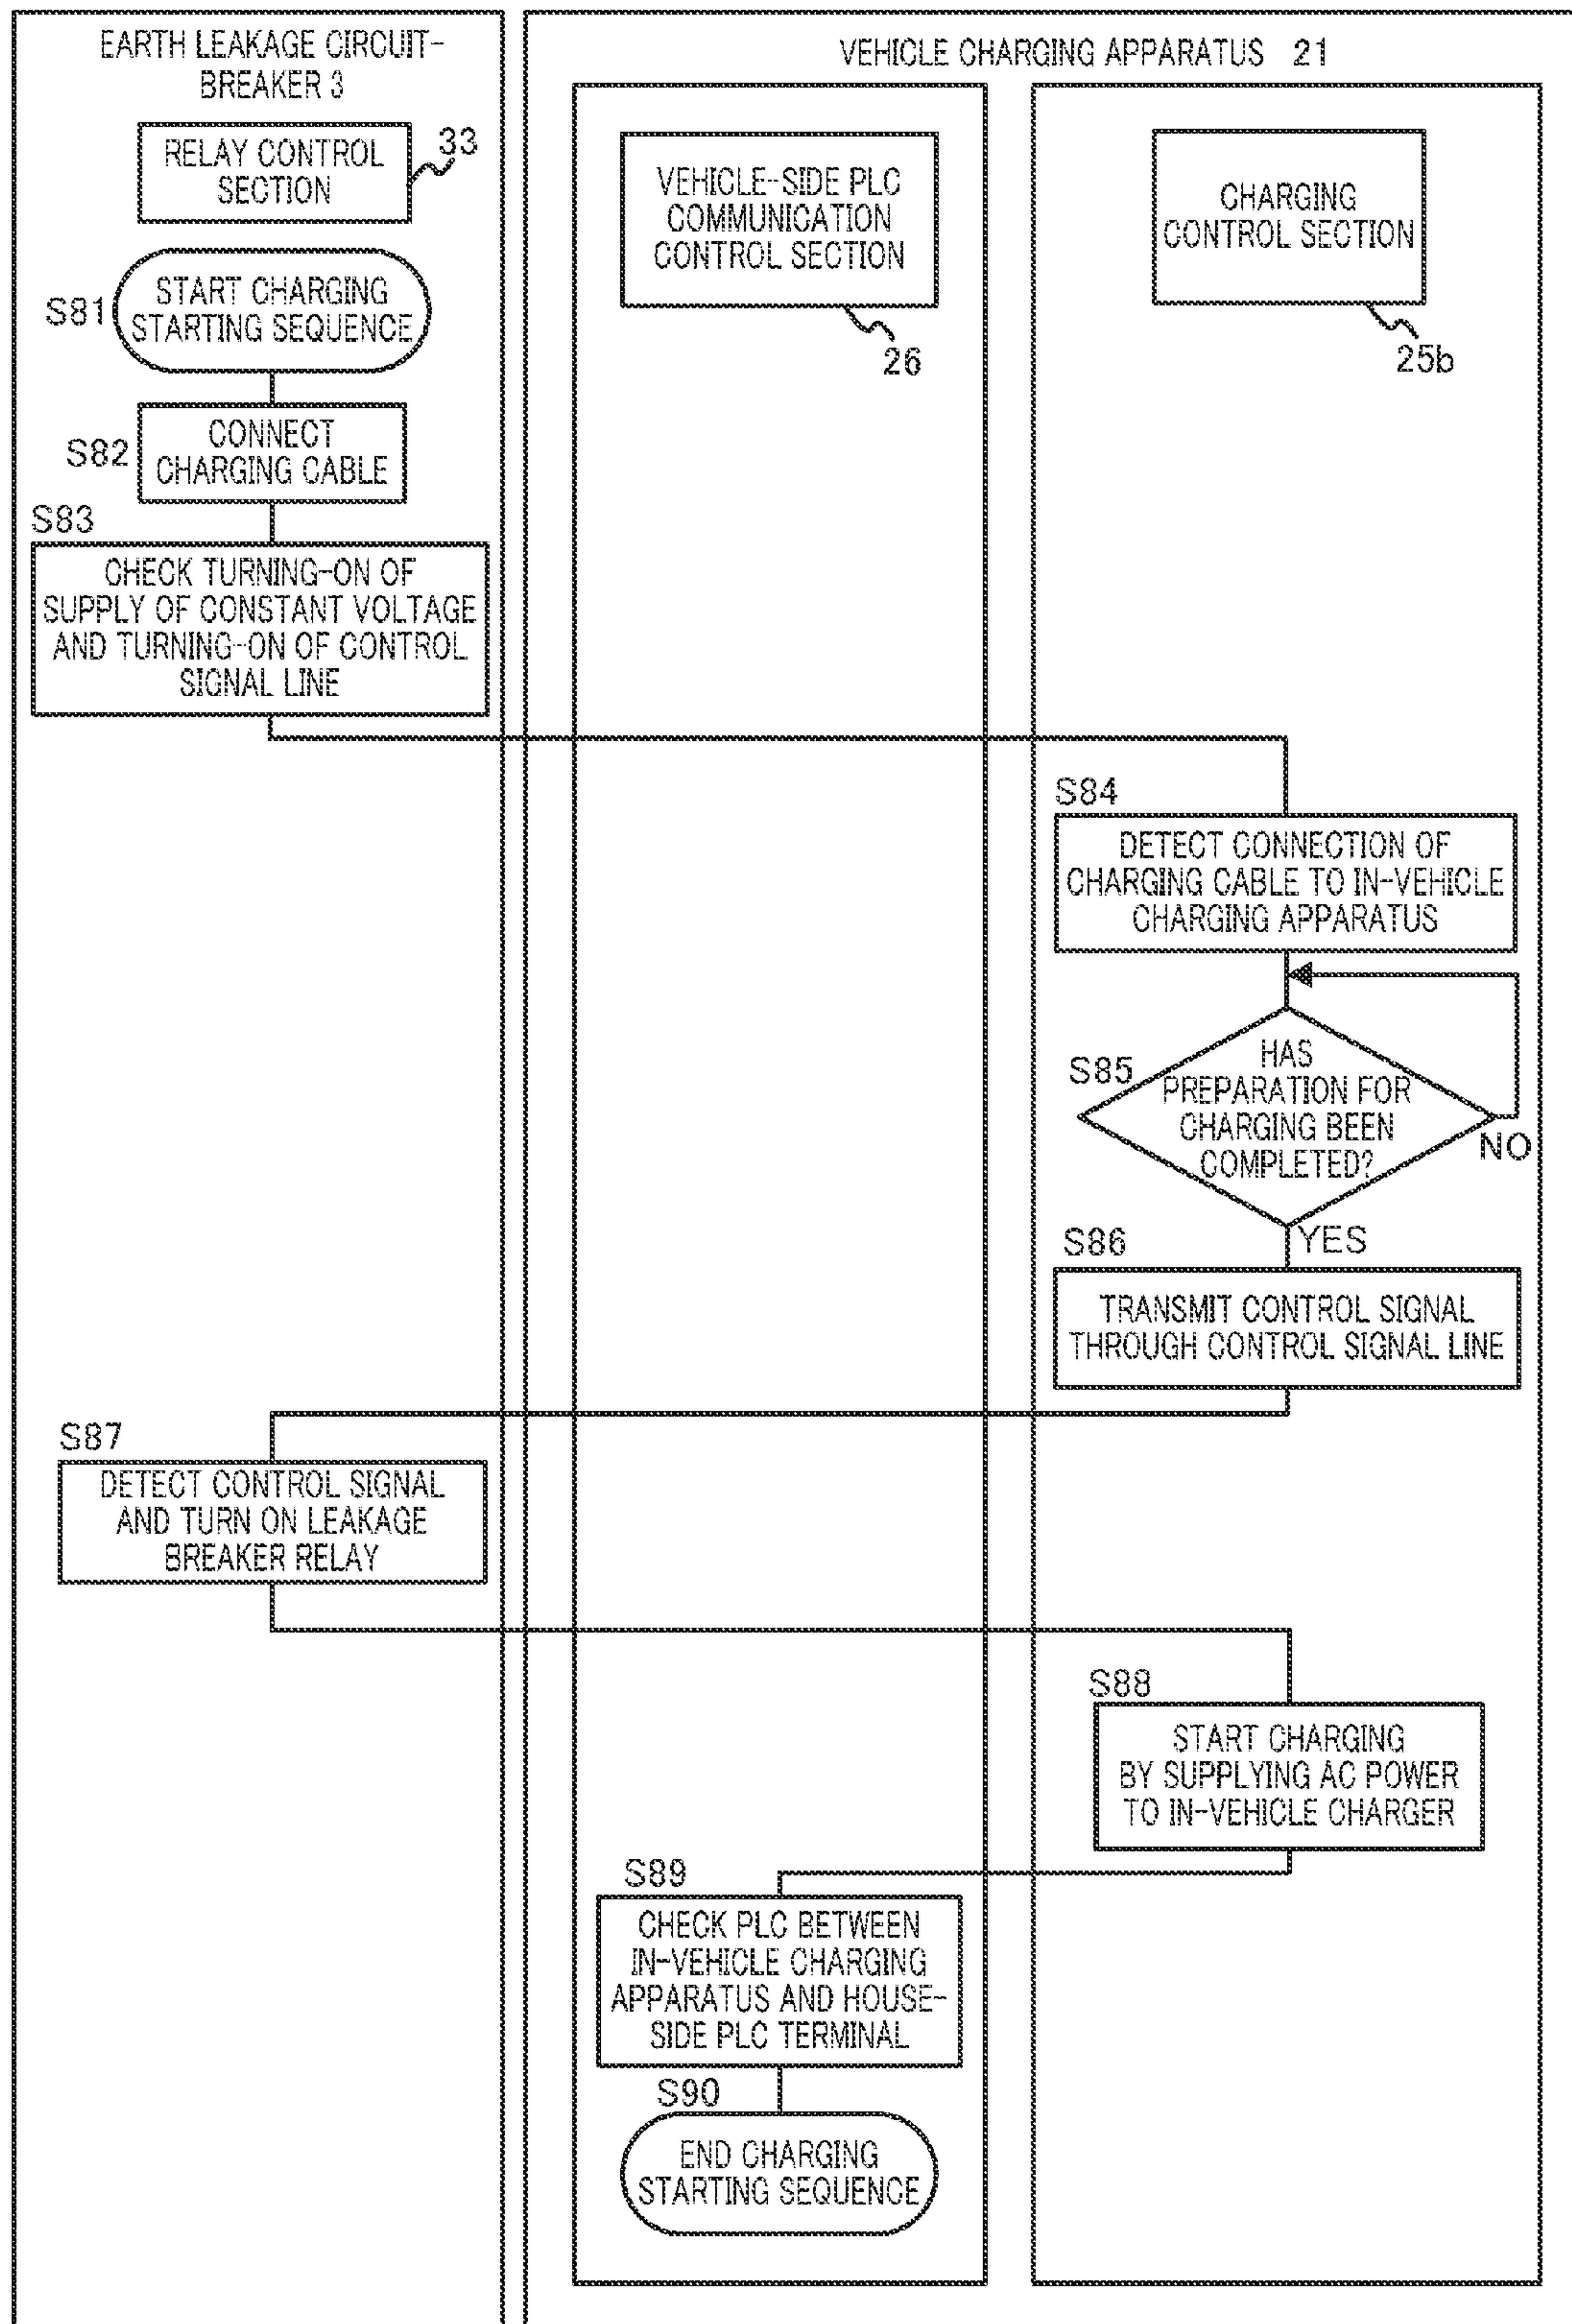 EARTH LEAKAGE CIRCUIT-
BREAKER 3
RELAY CONTROL
SECTION
33
S81
START CHARGING
STARTING SEQUENCE
S82
CONNECT
CHARGING CABLE
S83
CHECK TURNING-ON OF
SUPPLY OF CONSTANT VOLTAGE
AND TURNING-ON OF CONTROL
SIGNAL LINE
VEHICLE CHARGING APPARATUS 21
VEHICLE-SIDE PLC
COMMUNICATION
CONTROL SECTION
26
CHARGING
CONTROL SECTION
25b
S84
DETECT CONNECTION OF
CHARGING CABLE TO IN-VEHICLE
CHARGING APPARATUS
S85
HAS
PREPARATION FOR
CHARGING BEEN
COMPLETED?
NO
YES
S86
TRANSMIT CONTROL SIGNAL
THROUGH CONTROL SIGNAL LINE
S87
DETECT CONTROL SIGNAL
AND TURN ON LEAKAGE
BREAKER RELAY
S88
START CHARGING
BY SUPPLYING AC POWER
TO IN-VEHICLE CHARGER
S89
CHECK PLC BETWEEN
IN-VEHICLE CHARGING
APPARATUS AND HOUSE-
SIDE PLC TERMINAL
S90
END CHARGING
STARTING SEQUENCE